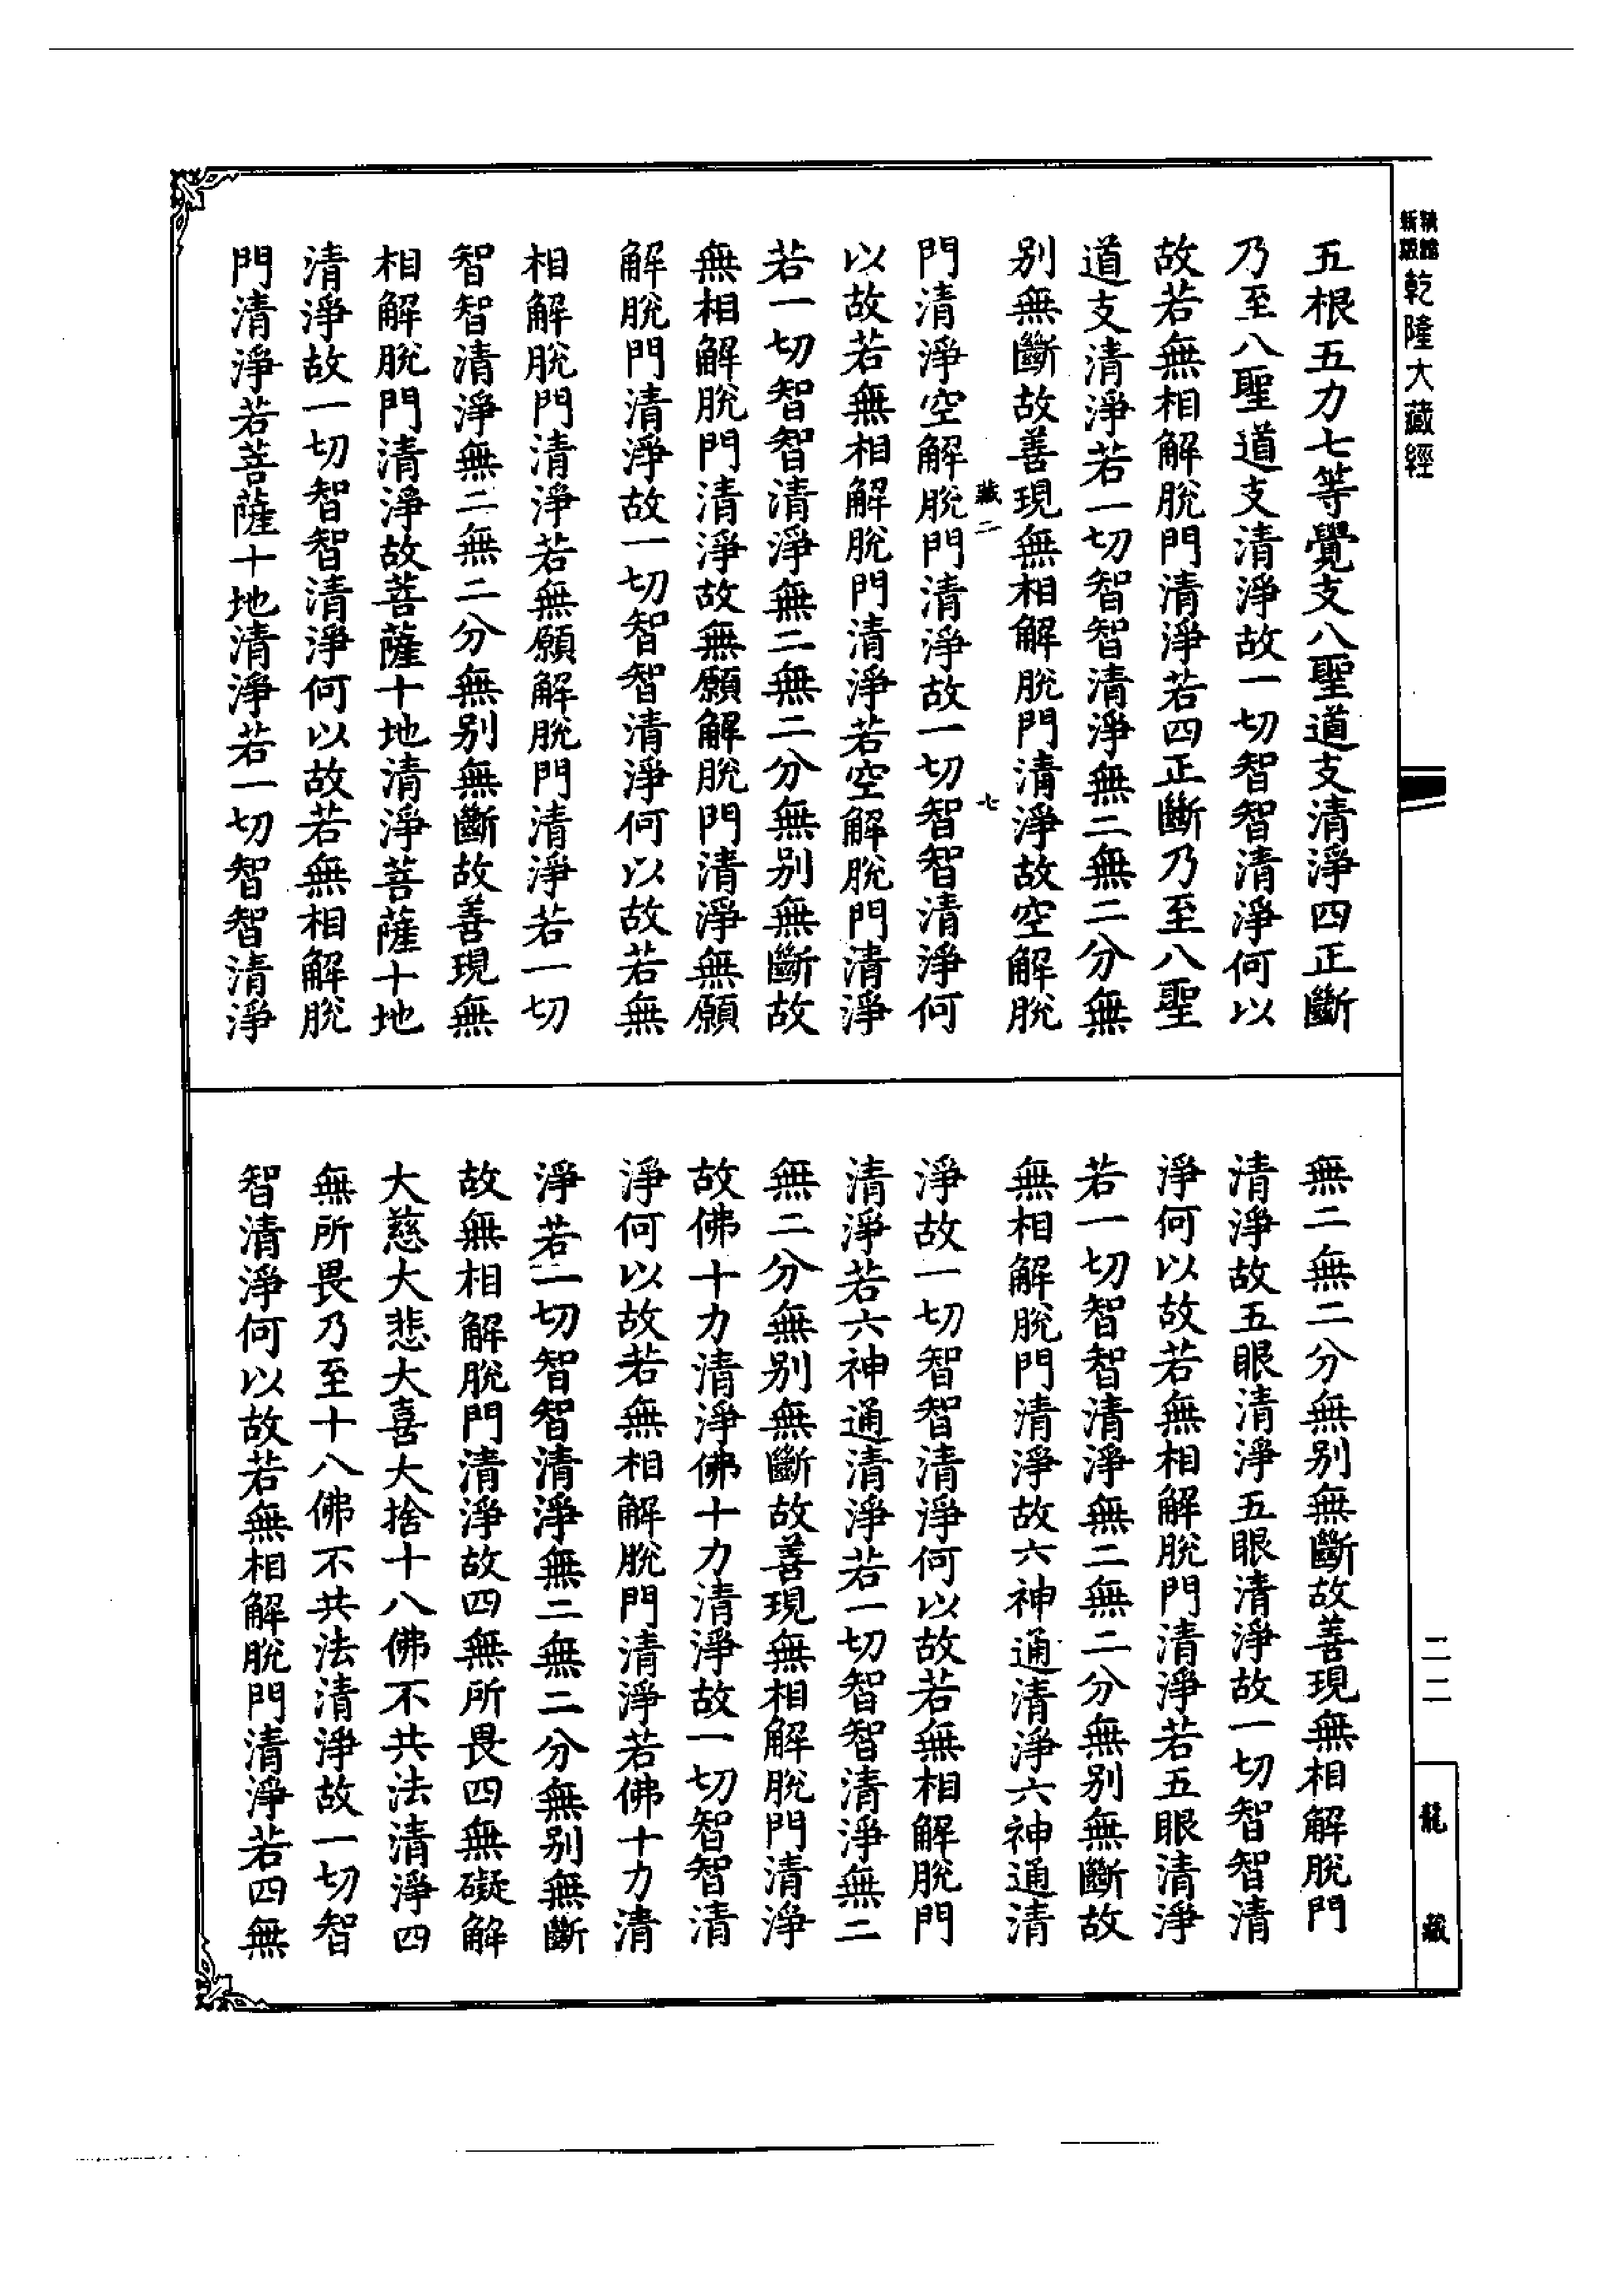 新編縮版
乾隆大藏經
五根五力七等覺支八聖道支清淨四正斷
乃至八聖道支清淨故一切智智清淨何以
故若無相解脫門清淨若四正斷乃至八聖
道支清淨若一切智智清淨無二無二分無
別無斷故善現無相解脫門清淨故空解脫
藏二 七
門清淨空解脫門清淨故一切智智清淨何
以故若無相解脫門清淨若空解脫門清淨
若一切智智清淨無二無二分無別無斷故
無相解脫門清淨故無願解脫門清淨無願
解脫門清淨故一切智智清淨何以故若無
相解脫門清淨若無願解脫門清淨若一切
智智清淨無二無二分無別無斷故善現無
相解脫門清淨故菩薩十地清淨菩薩十地
清淨故一切智智清淨何以故若無相解脫
門清淨若菩薩十地清淨若一切智智清淨
無二無二分無別無斷故善現無相解脫門
清淨故五眼清淨五眼清淨故一切智智清
淨何以故若無相解脫門清淨若五眼清淨
若一切智智清淨無二無二分無別無斷故
無相解脫門清淨故六神通清淨六神通清
淨故一切智智清淨何以故若無相解脫門
清淨若六神通清淨若一切智智清淨無二
無二分無別無斷故善現無相解脫門清淨
故佛十力清淨佛十力清淨故一切智智清
淨何以故若無相解脫門清淨若佛十力清
淨若一切智智清淨無二無二分無別無斷
故無相解脫門清淨故四無所畏四無礙解
大慈大悲大喜大捨十八佛不共法清淨四
無所畏乃至十八佛不共法清淨故一切智
智清淨何以故若無相解脫門清淨若四無
二二
龍藏